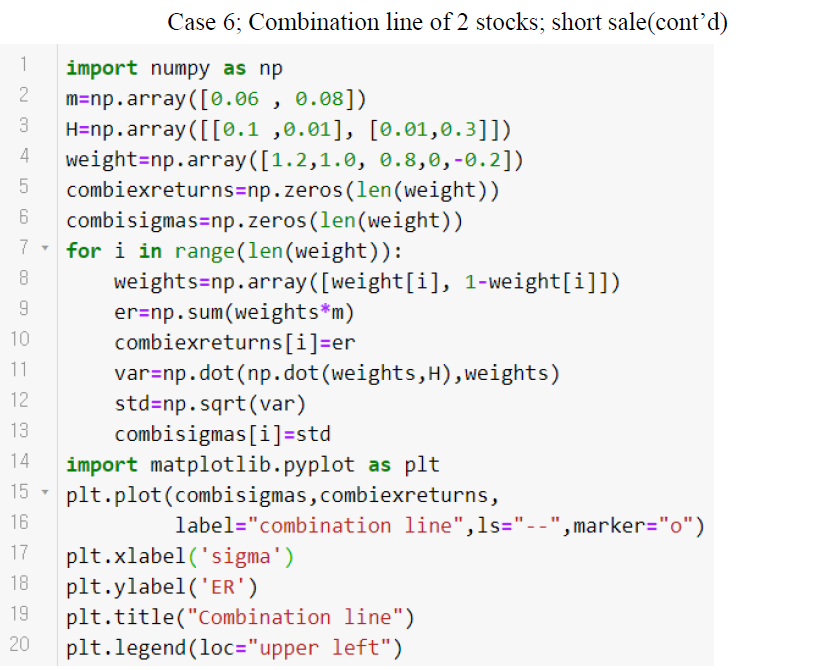 Case 6; Combination line of 2 stocks; short sale(cont’d)
1 import numpy as np
2 m=np.array([0.06 , 0.08])
3 H=np.array([[0.1 ,0.01], [0.01,0.3]])
4 weight=np.array([1.2,1.0, 0.8,0,-0.2])
5 combiexreturns=np.zeros(len(weight))
6 combisigmas=np.zeros(len(weight))
7 for i in range(len(weight)):
8     weights=np.array([weight[i], 1-weight[i]])
9     er=np.sum(weights*m)
10     combiexreturns[i]=er
11     var=np.dot(np.dot(weights,H),weights)
12     std=np.sqrt(var)
13     combisigmas[i]=std
14 import matplotlib.pyplot as plt
15 plt.plot(combisigmas,combiexreturns,
16          label="combination line",ls="--",marker="o")
17 plt.xlabel('sigma')
18 plt.ylabel('ER')
19 plt.title("Combination line")
20 plt.legend(loc="upper left")